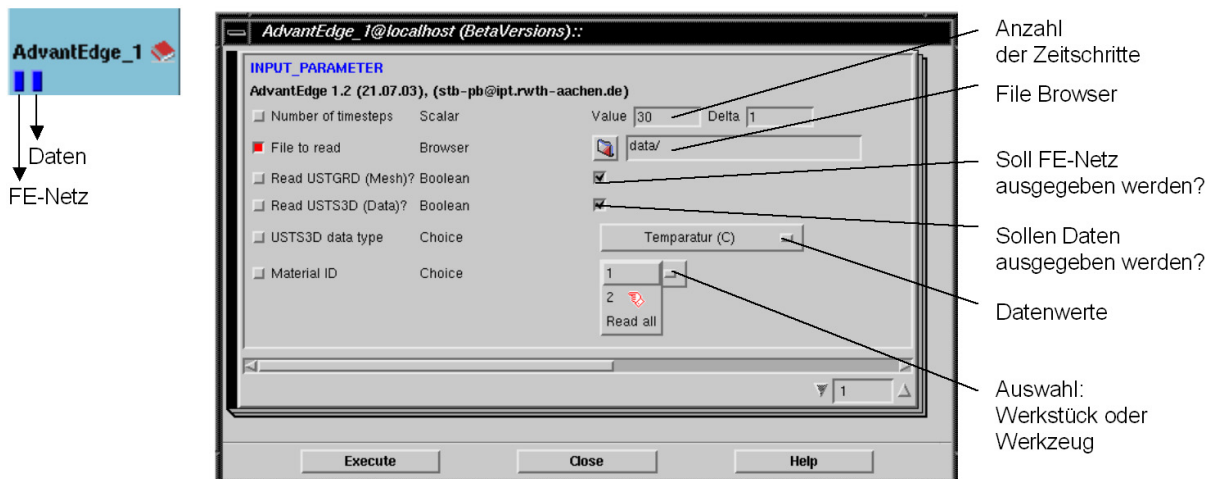 AdvantEdge_1
Daten
FE-Netz
AdvantEdge_1@localhost (BetaVersions)::
INPUT_PARAMETER
AdvantEdge 1.2 (21.07.03), (stb-pb@ipt.rwth-aachen.de)
Number of timesteps Scalar Value 30 Delta 1
File to read Browser data/
Read USTGRD (Mesh)? Boolean
Read USTS3D (Data)? Boolean
USTS3D data type Choice Temparatur (C)
Material ID Choice 1
2
Read all
1
Execute Close Help
Anzahl
der Zeitschritte
File Browser
Soll FE-Netz
ausgegeben werden?
Sollen Daten
ausgegeben werden?
Datenwerte
Auswahl:
Werkstück oder
Werkzeug